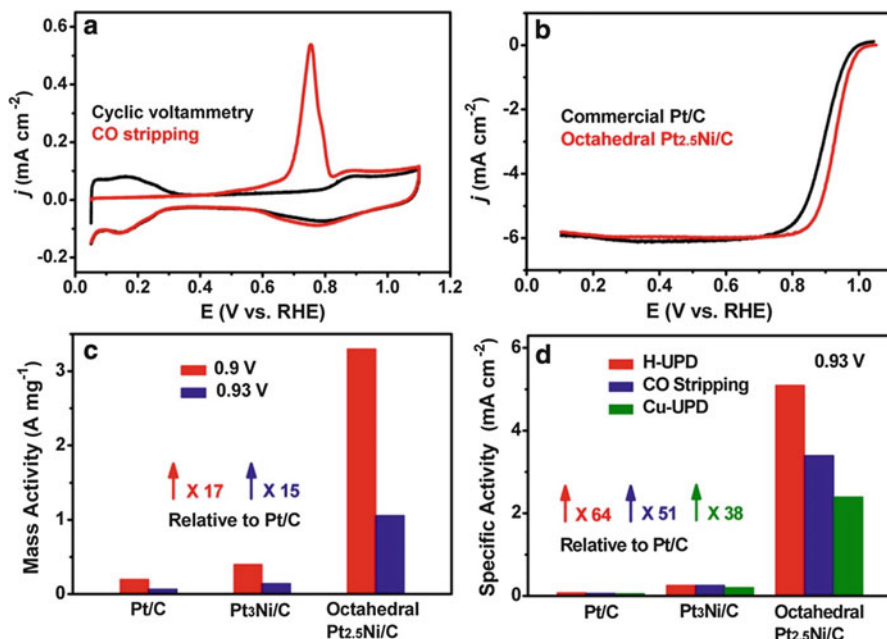 a
0.6
0.4
0.2
0.0
-0.2
j (mA cm-2)
Cyclic voltammetry
CO stripping
0.0 0.2 0.4 0.6 0.8 1.0 1.2
E (V vs. RHE)
b
0
-2
-4
-6
j (mA cm-2)
Commercial Pt/C
Octahedral Pt2.5Ni/C
0.0 0.2 0.4 0.6 0.8 1.0
E (V vs. RHE)
c
3
2
1
0
Mass Activity (A mg-1)
0.9 V
0.93 V
X 17 X 15
Relative to Pt/C
Pt/C Pt3Ni/C Octahedral
Pt2.5Ni/C
d
6
4
2
0
Specific Activity (mA cm-2)
H-UPD 0.93 V
CO Stripping
Cu-UPD
X 64 X 51 X 38
Relative to Pt/C
Pt/C Pt3Ni/C Octahedral
Pt2.5Ni/C